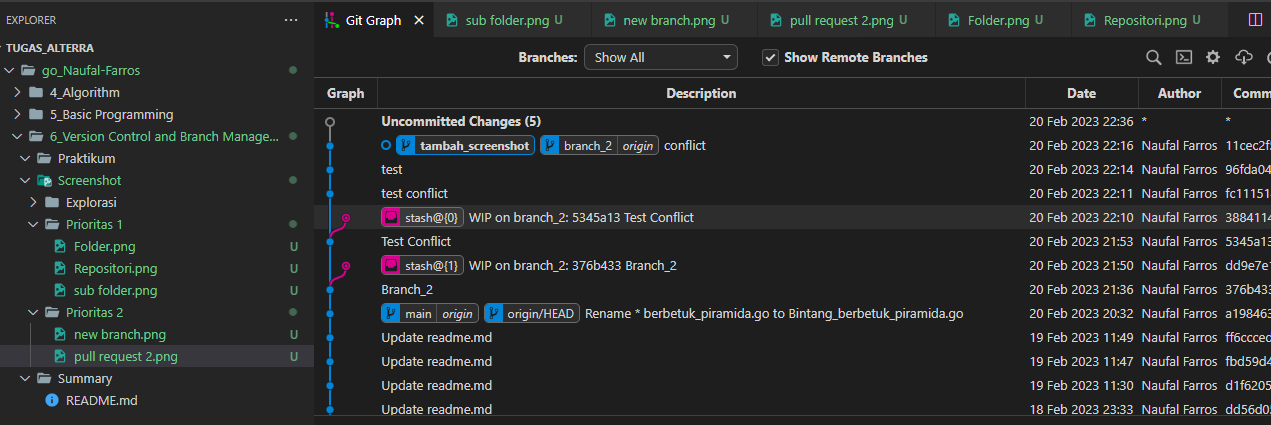 EXPLORER
TUGAS_ALTERRA
go_Naufal-Farros
4_Algorithm
5_Basic Programming
6_Version Control and Branch Manage...
Praktikum
Screenshot
Explorasi
Prioritas 1
Folder.png U
Repositori.png U
sub folder.png U
Prioritas 2
new branch.png U
pull request 2.png U
Summary
README.md
Git Graph sub folder.png U new branch.png U pull request 2.png U Folder.png U Repositori.png U
Branches: Show All Show Remote Branches
Graph Description Date Author Comm
Uncommitted Changes (5) 20 Feb 2023 22:36 * *
tambah_screenshot branch_2 origin conflict 20 Feb 2023 22:16 Naufal Farros 11cec2f
test 20 Feb 2023 22:14 Naufal Farros 96fda04
test conflict 20 Feb 2023 22:11 Naufal Farros fc11151
stash@{0} WIP on branch_2: 5345a13 Test Conflict 20 Feb 2023 22:10 Naufal Farros 3884114
Test Conflict 20 Feb 2023 21:53 Naufal Farros 5345a13
stash@{1} WIP on branch_2: 376b433 Branch_2 20 Feb 2023 21:50 Naufal Farros dd9e7e
Branch_2 20 Feb 2023 21:36 Naufal Farros 376b433
main origin origin/HEAD Rename * berbetuk_piramida.go to Bintang_berbetuk_piramida.go 20 Feb 2023 20:32 Naufal Farros a198463
Update readme.md 19 Feb 2023 11:49 Naufal Farros ff6ccced
Update readme.md 19 Feb 2023 11:47 Naufal Farros fbd59d4
Update readme.md 19 Feb 2023 11:30 Naufal Farros d1f6205
Update readme.md 18 Feb 2023 23:33 Naufal Farros dd56d05